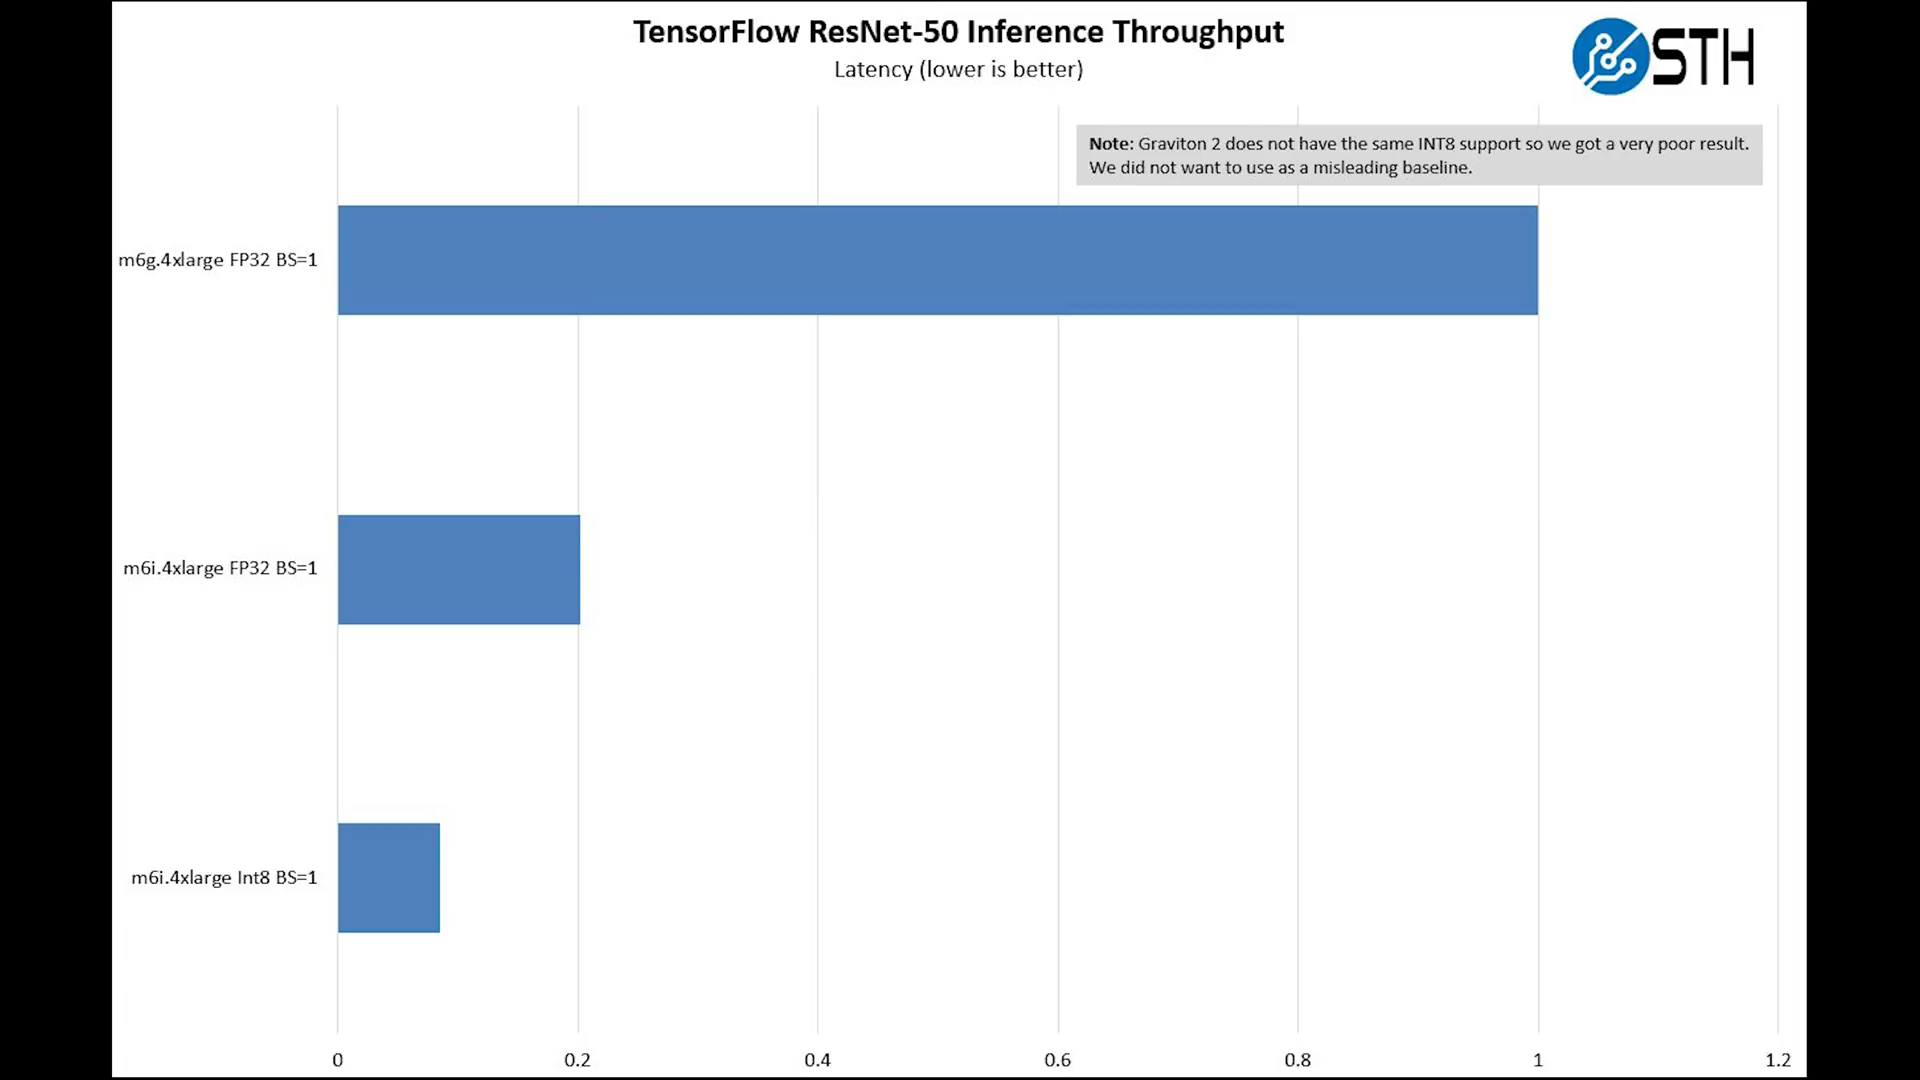 TensorFlow ResNet-50 Inference Throughput
Latency (lower is better)
STH
Note: Graviton 2 does not have the same INT8 support so we got a very poor result.
We did not want to use as a misleading baseline.
m6g.4xlarge FP32 BS=1
m6i.4xlarge FP32 BS=1
m6i.4xlarge Int8 BS=1
0 0.2 0.4 0.6 0.8 1 1.2